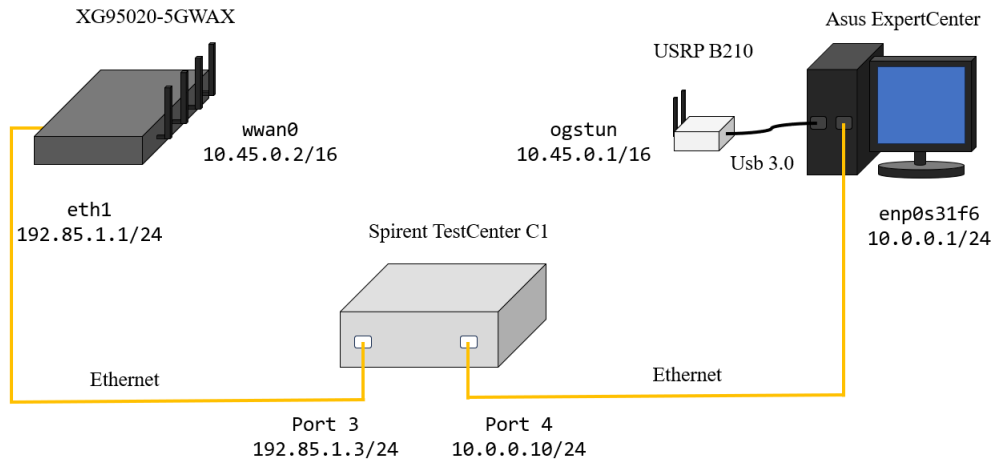 XG95020-5GWAX
Asus ExpertCenter
USRP B210
wwan0
10.45.0.2/16
ogstun
10.45.0.1/16
Usb 3.0
eth1
192.85.1.1/24
enp0s31f6
10.0.0.1/24
Spirent TestCenter C1
Ethernet
Ethernet
Port 3
192.85.1.3/24
Port 4
10.0.0.10/24